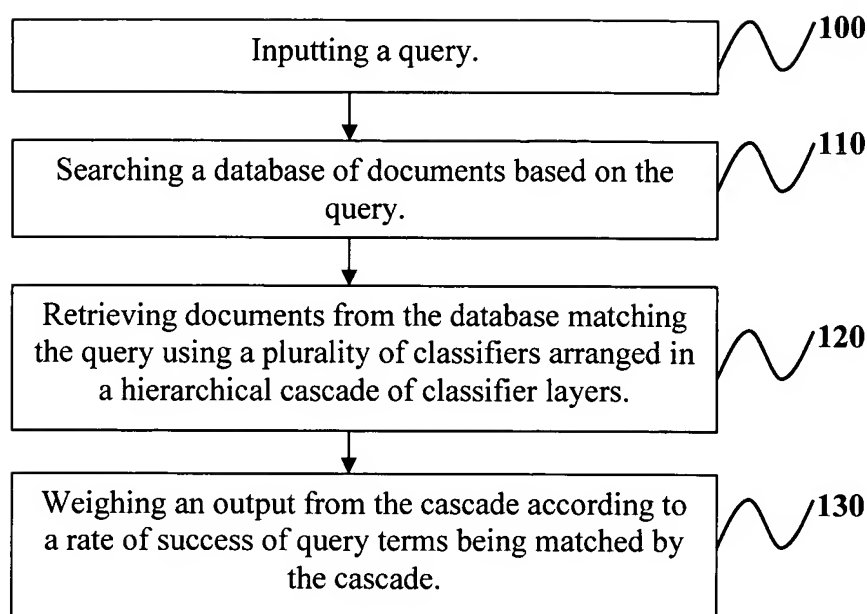 Inputting a query.
100
Searching a database of documents based on the
query.
110
Retrieving documents from the database matching
the query using a plurality of classifiers arranged in
a hierarchical cascade of classifier layers.
120
Weighing an output from the cascade according to
a rate of success of query terms being matched by
the cascade.
130